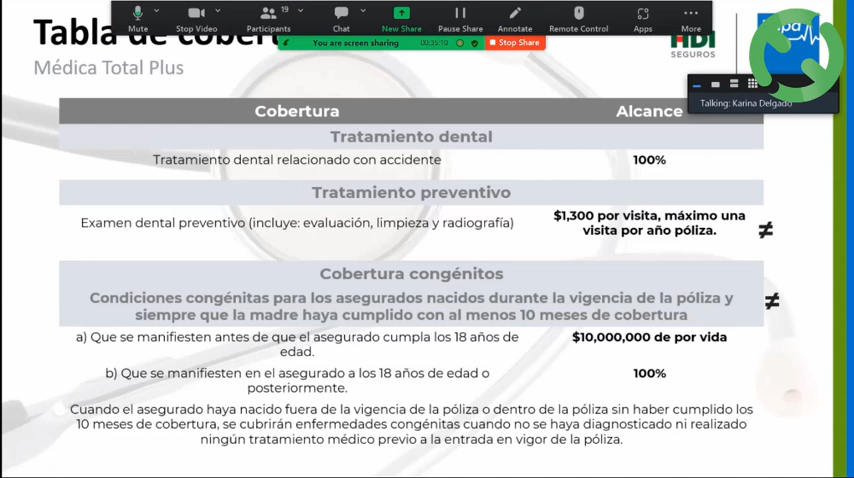 Mute
Stop Video
Participants
19
Chat
New Share
Pause Share
Annotate
Remote Control
Apps
More
You are screen sharing
00:35:10
Stop Share
Tabla de cobert
Médica Total Plus
HDI
SEGUROS
Talking: Karina Delgado
Cobertura
Alcance
Tratamiento dental
Tratamiento dental relacionado con accidente
100%
Tratamiento preventivo
Examen dental preventivo (incluye: evaluación, limpieza y radiografía)
$1,300 por visita, máximo una
visita por año póliza.
≠
Cobertura congénitos
Condiciones congénitas para los asegurados nacidos durante la vigencia de la póliza y
siempre que la madre haya cumplido con al menos 10 meses de cobertura
≠
a) Que se manifiesten antes de que el asegurado cumpla los 18 años de
edad.
$10,000,000 de por vida
b) Que se manifiesten en el asegurado a los 18 años de edad o
posteriormente.
100%
Cuando el asegurado haya nacido fuera de la vigencia de la póliza o dentro de la póliza sin haber cumplido los
10 meses de cobertura, se cubrirán enfermedades congénitas cuando no se haya diagnosticado ni realizado
ningún tratamiento médico previo a la entrada en vigor de la póliza.